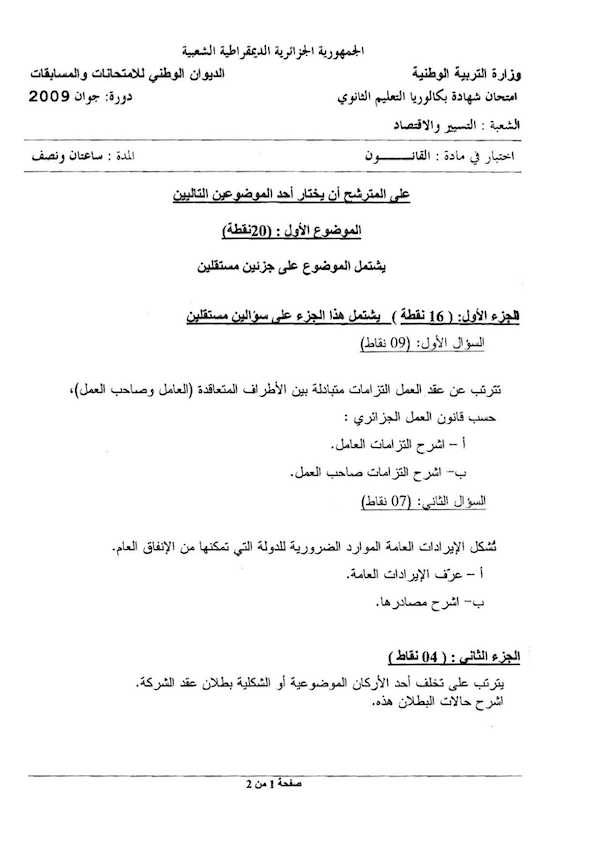 الجمهورية الجزائرية الديمقراطية الشعبية
وزارة التربية الوطنية الديوان الوطني للامتحانات والمسابقات
امتحان شهادة بكالوريا التعليم الثانوي دورة: جوان 2009
الشعبة : التسيير والاقتصاد
اختبار في مادة : القانــــــون المدة : ساعتان ونصف
على المترشح أن يختار أحد الموضوعين التاليين
الموضوع الأول : (20نقطة)
يشتمل الموضوع على جزئين مستقلين
الجزء الأول: ( 16 نقطة ) يشتمل هذا الجزء على سؤالين مستقلين
السؤال الأول: (09 نقاط)
تترتب عن عقد العمل التزامات متبادلة بين الأطراف المتعاقدة (العامل وصاحب العمل)،
حسب قانون العمل الجزائري :
أ – اشرح التزامات العامل.
ب- اشرح التزامات صاحب العمل.
السؤال الثاني: (07 نقاط)
تُشكل الإيرادات العامة الموارد الضرورية للدولة التي تمكنها من الإنفاق العام.
أ – عرّف الإيرادات العامة.
ب- اشرح مصادرها.
الجزء الثاني : ( 04 نقاط )
يترتب على تخلف أحد الأركان الموضوعية أو الشكلية بطلان عقد الشركة.
اشرح حالات البطلان هذه.
صفحة 1 من 2